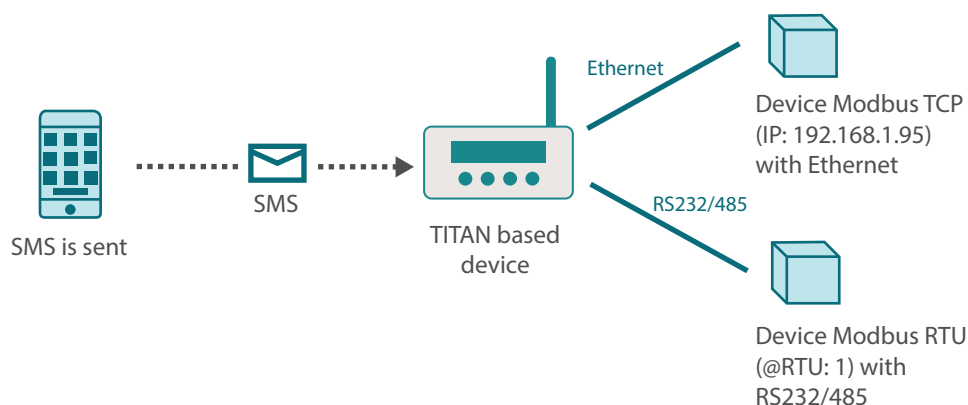 SMS is sent
SMS
TITAN based
device
Ethernet
RS232/485
Device Modbus TCP
(IP: 192.168.1.95)
with Ethernet
Device Modbus RTU
(@RTU: 1) with
RS232/485